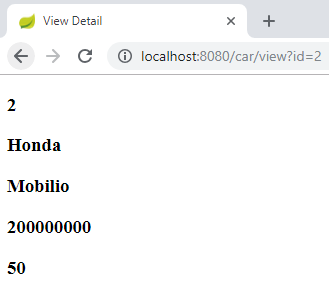 View Detail
localhost:8080/car/view?id=2
2
Honda
Mobilio
200000000
50